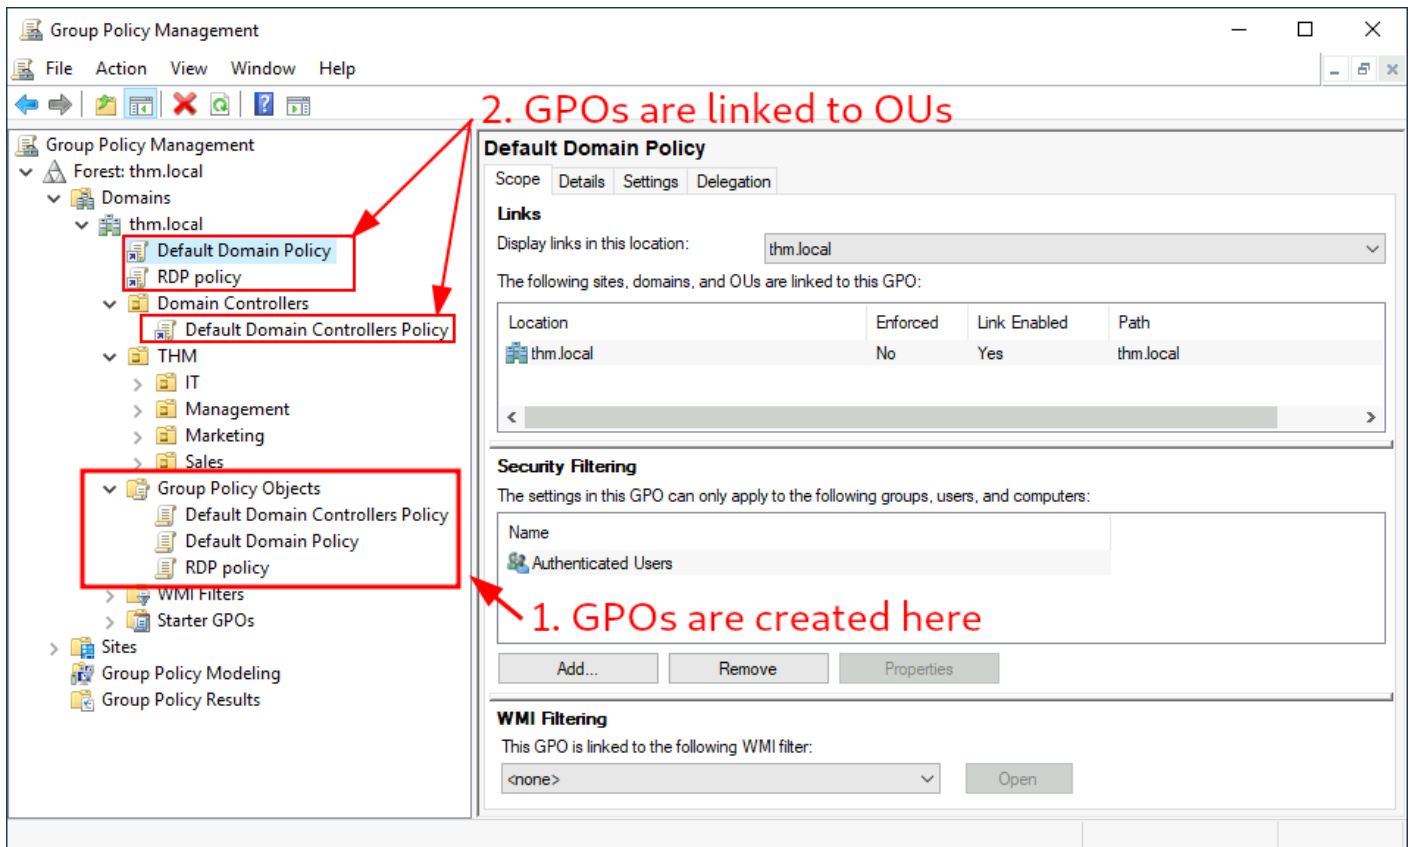 Group Policy Management
File Action View Window Help
2. GPOs are linked to OUs
Group Policy Management
Forest: thm.local
Domains
thm.local
Default Domain Policy
RDP policy
Domain Controllers
Default Domain Controllers Policy
THM
IT
Management
Marketing
Sales
Group Policy Objects
Default Domain Controllers Policy
Default Domain Policy
RDP policy
WMI Filters
Starter GPOs
Sites
Group Policy Modeling
Group Policy Results
Default Domain Policy
Scope Details Settings Delegation
Links
Display links in this location: thm.local
The following sites, domains, and OUs are linked to this GPO:
Location Enforced Link Enabled Path
thm.local No Yes thm.local
Security Filtering
The settings in this GPO can only apply to the following groups, users, and computers:
Name
Authenticated Users
1. GPOs are created here
Add... Remove Properties
WMI Filtering
This GPO is linked to the following WMI filter:
<none> Open